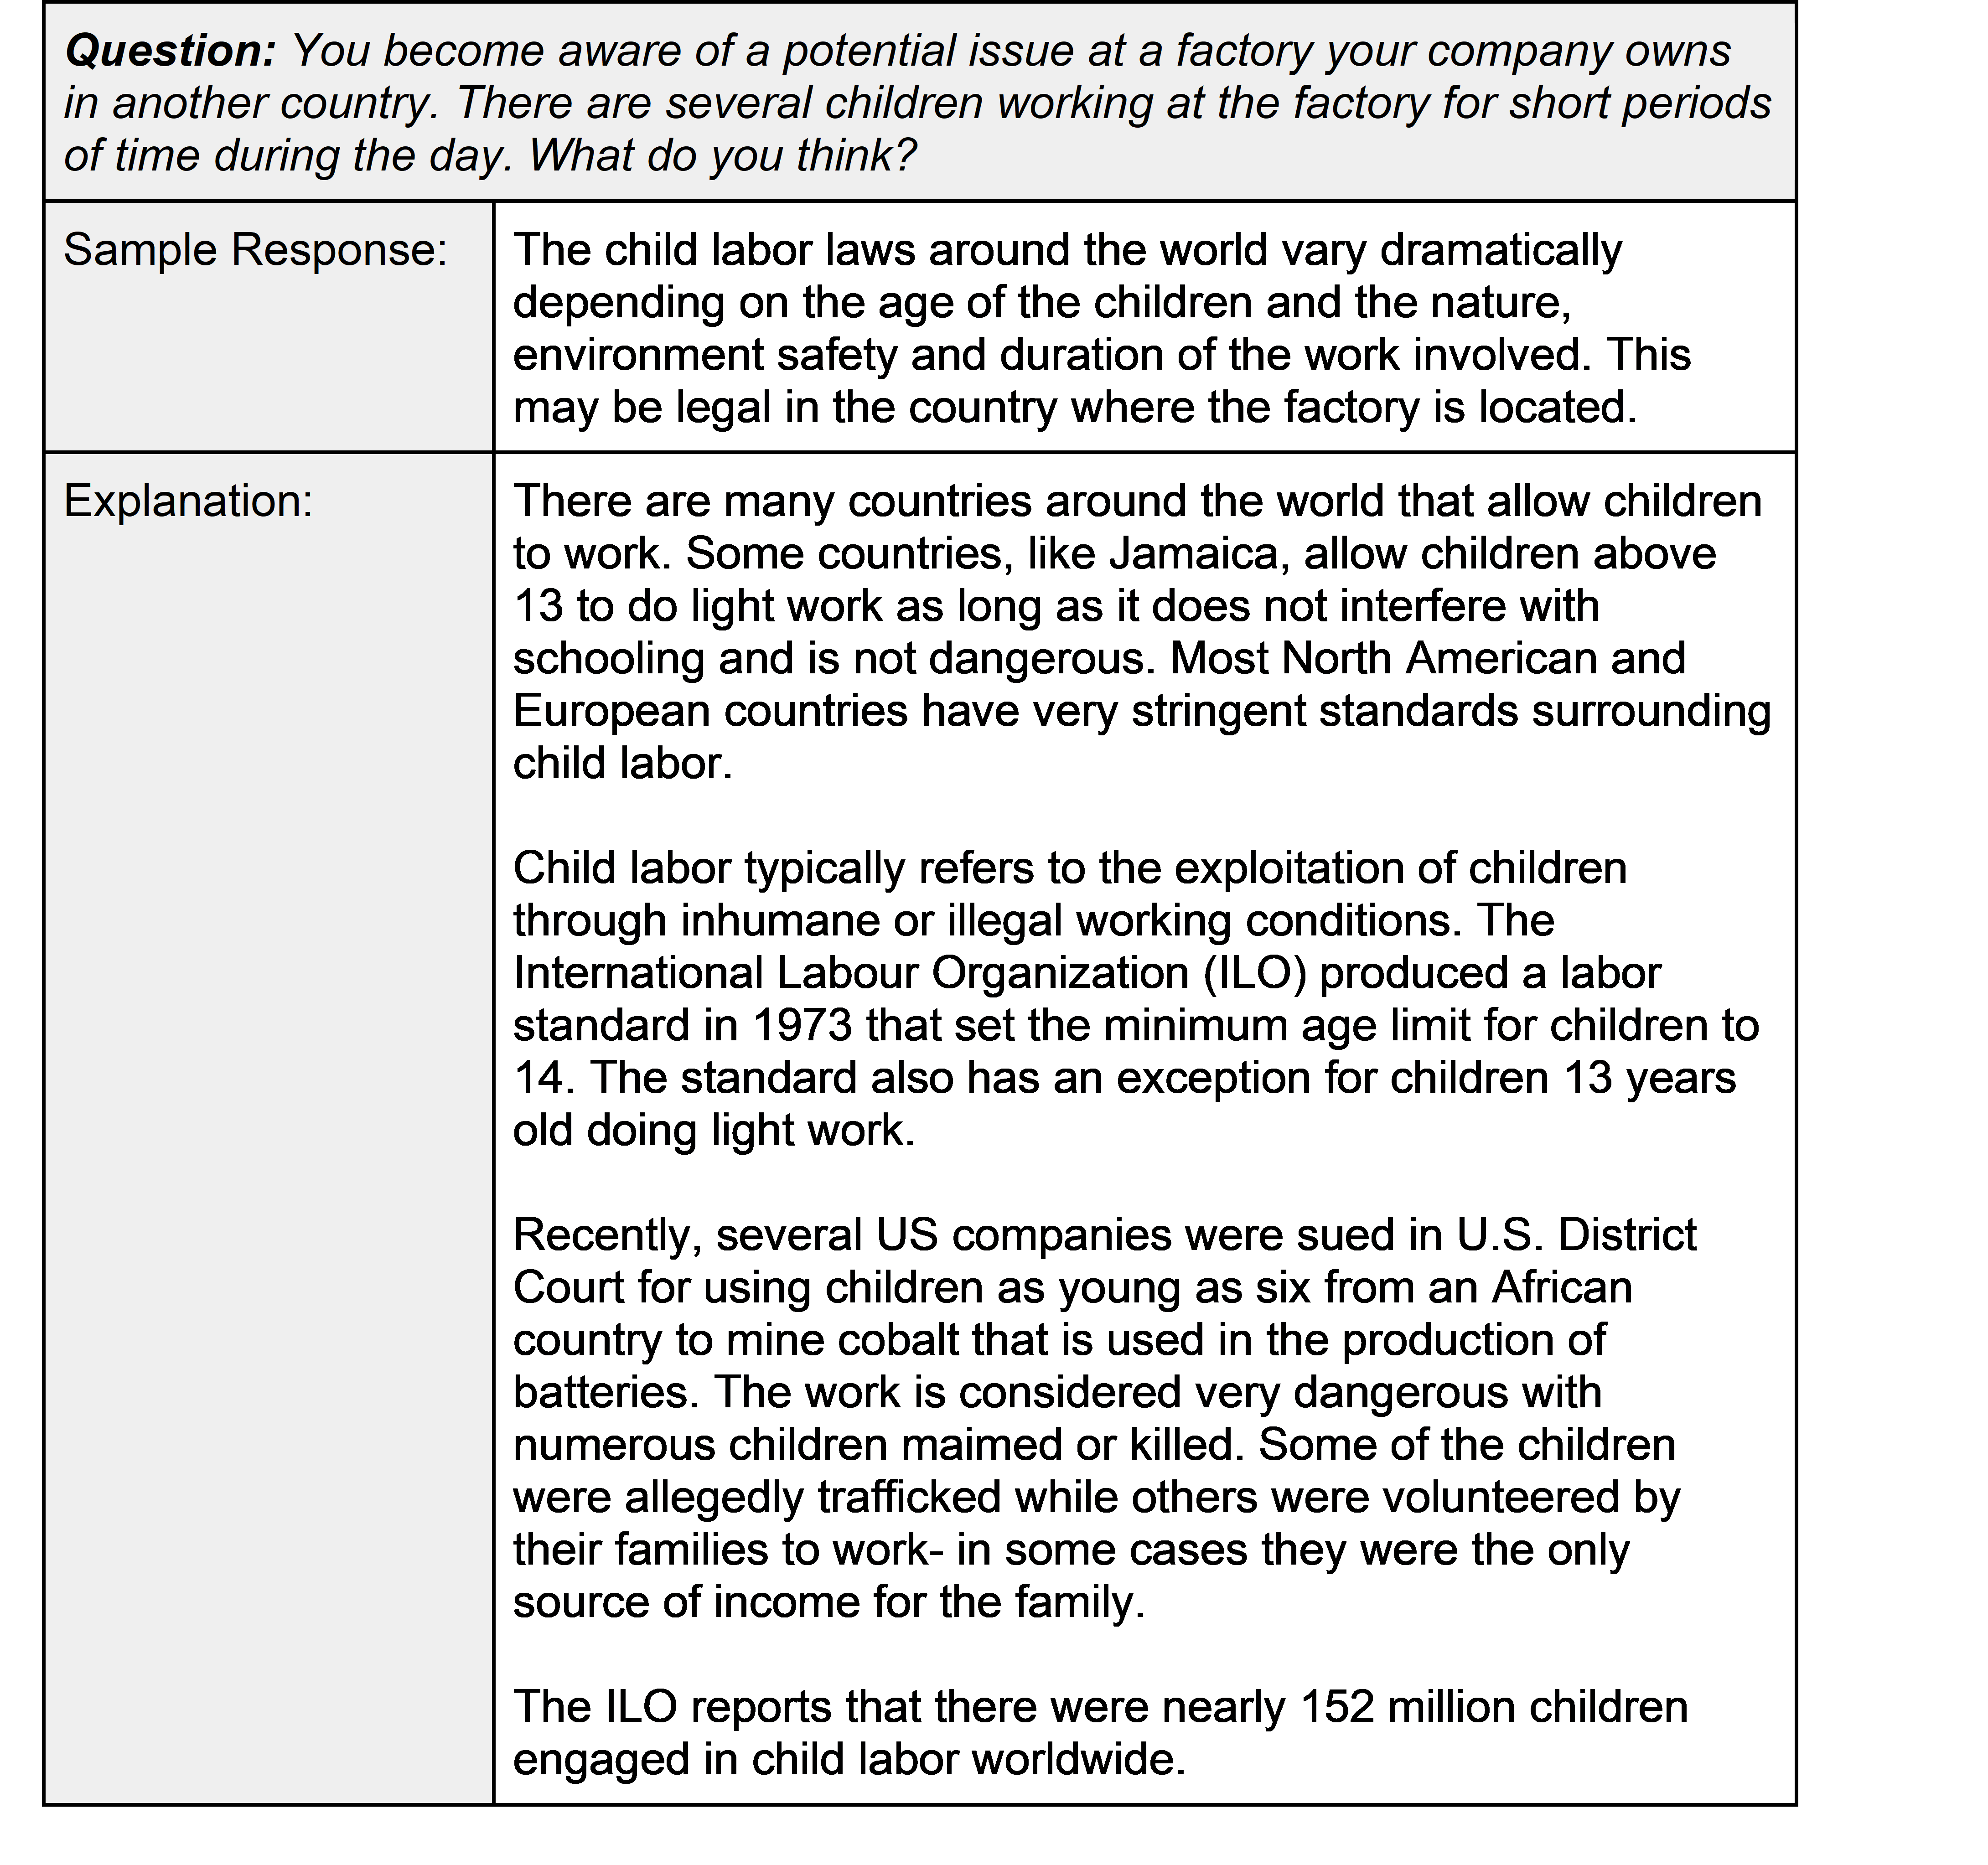 Question: You become aware of a potential issue at a factory your company owns
in another country. There are several children working at the factory for short periods
of time during the day. What do you think?
Sample Response:
The child labor laws around the world vary dramatically
depending on the age of the children and the nature,
environment safety and duration of the work involved. This
may be legal in the country where the factory is located.
Explanation:
There are many countries around the world that allow children
to work. Some countries, like Jamaica, allow children above
13 to do light work as long as it does not interfere with
schooling and is not dangerous. Most North American and
European countries have very stringent standards surrounding
child labor.
Child labor typically refers to the exploitation of children
through inhumane or illegal working conditions. The
International Labour Organization (ILO) produced a labor
standard in 1973 that set the minimum age limit for children to
14. The standard also has an exception for children 13 years
old doing light work.
Recently, several US companies were sued in U.S. District
Court for using children as young as six from an African
country to mine cobalt that is used in the production of
batteries. The work is considered very dangerous with
numerous children maimed or killed. Some of the children
were allegedly trafficked while others were volunteered by
their families to work- in some cases they were the only
source of income for the family.
The ILO reports that there were nearly 152 million children
engaged in child labor worldwide.